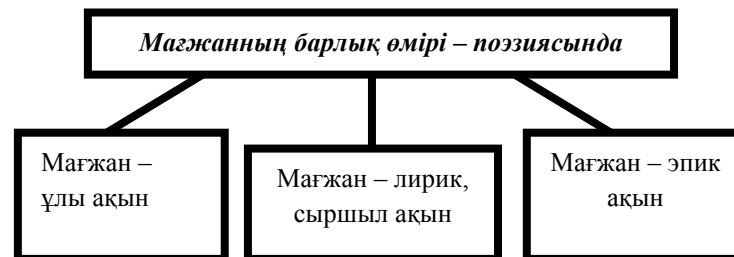 Мағжанның барлық өмірі – поэзиясында
Мағжан –
ұлы ақын
Мағжан – лирик,
сыршыл ақын
Мағжан – эпик
ақын